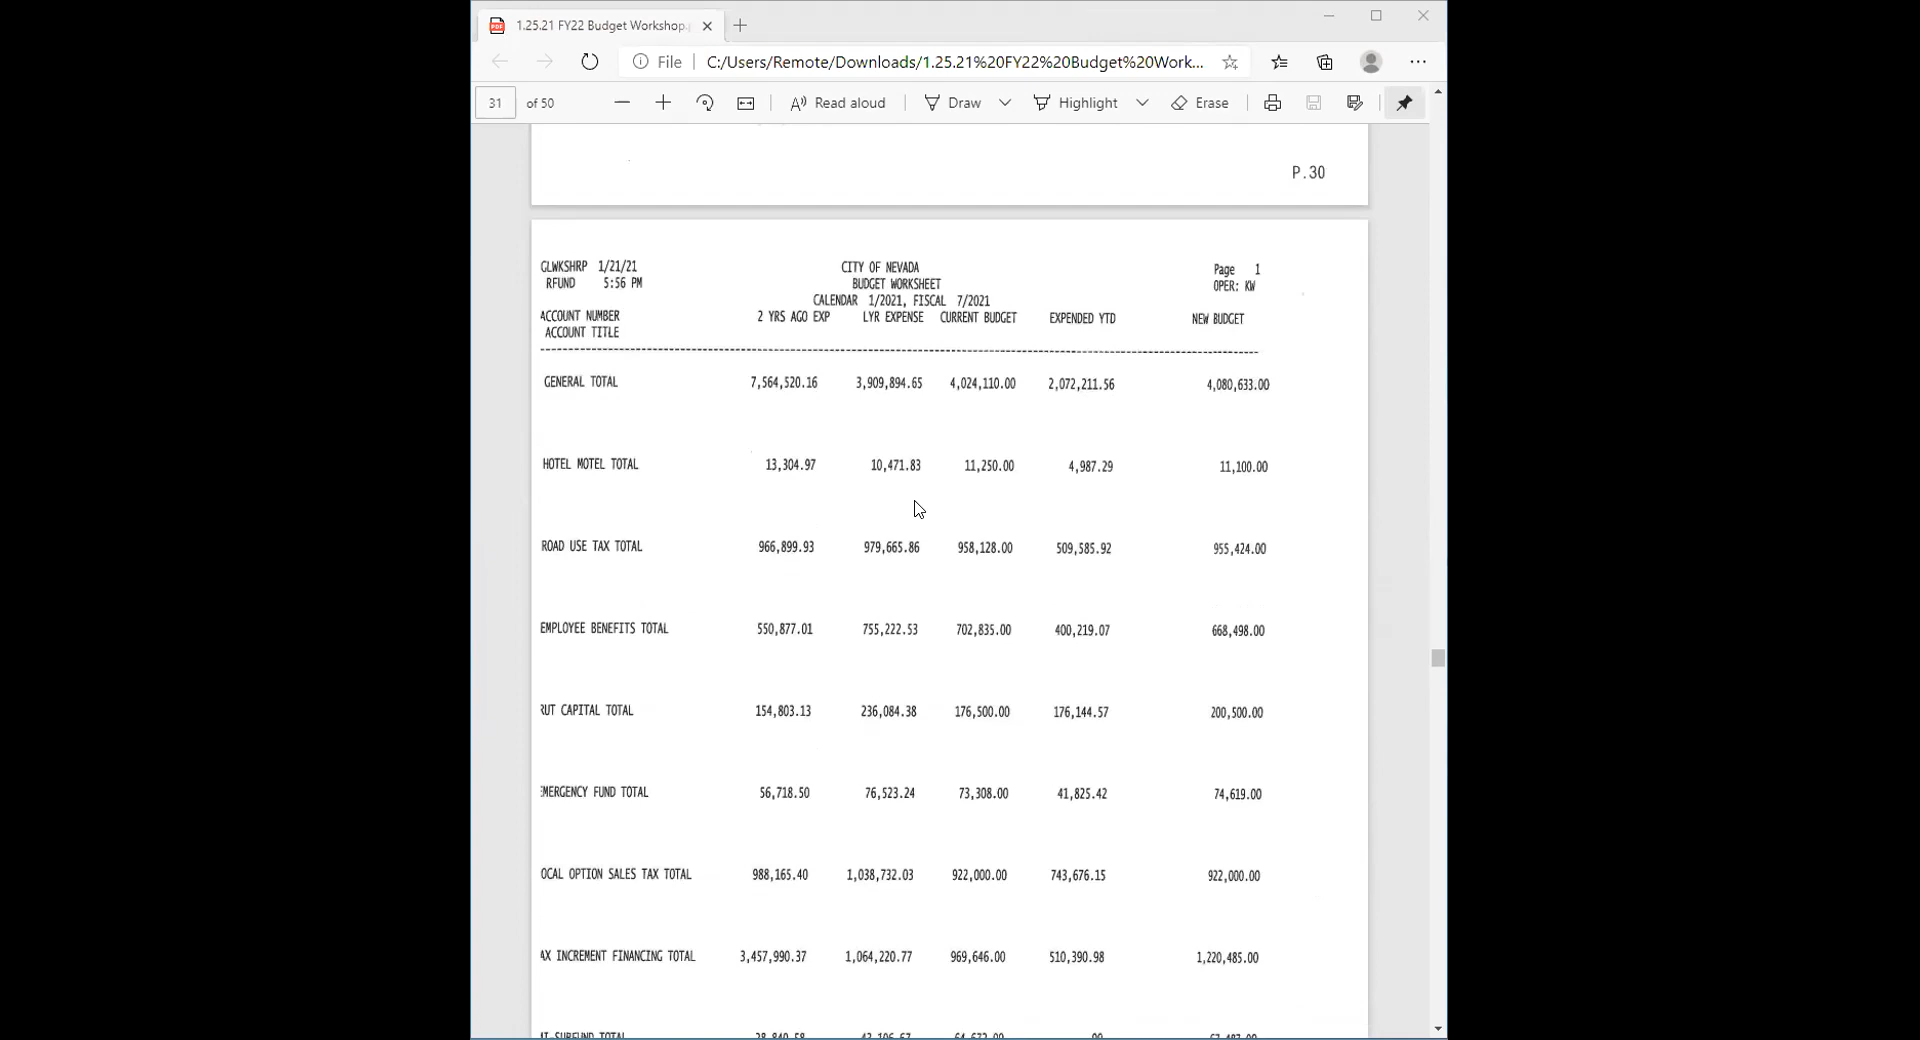 1.25.21 FY22 Budget Workshop.
File C:/Users/Remote/Downloads/1.25.21%20FY22%20Budget%20Work...
31 of 50 Read aloud Draw Highlight Erase
P.30
GLWKSHRP 1/21/21 CITY OF NEVADA Page 1
RFUND 5:56 PM BUDGET WORKSHEET OPER: KW
CALENDAR 1/2021, FISCAL 7/2021
ACCOUNT NUMBER 2 YRS AGO EXP LYR EXPENSE CURRENT BUDGET EXPENDED YTD NEW BUDGET
ACCOUNT TITLE
GENERAL TOTAL 7,564,520.16 3,909,894.65 4,024,110.00 2,072,211.56 4,080,633.00
HOTEL MOTEL TOTAL 13,304.97 10,471.83 11,250.00 4,987.29 11,100.00
ROAD USE TAX TOTAL 966,899.93 979,665.86 958,128.00 509,585.92 955,424.00
EMPLOYEE BENEFITS TOTAL 550,877.01 755,222.53 702,835.00 400,219.07 668,498.00
RUT CAPITAL TOTAL 154,803.13 236,084.38 176,500.00 176,144.57 200,500.00
EMERGENCY FUND TOTAL 56,718.50 76,523.24 73,308.00 41,825.42 74,619.00
OCAL OPTION SALES TAX TOTAL 988,165.40 1,038,732.03 922,000.00 743,676.15 922,000.00
AX INCREMENT FINANCING TOTAL 3,457,990.37 1,064,220.77 969,646.00 510,390.98 1,220,485.00